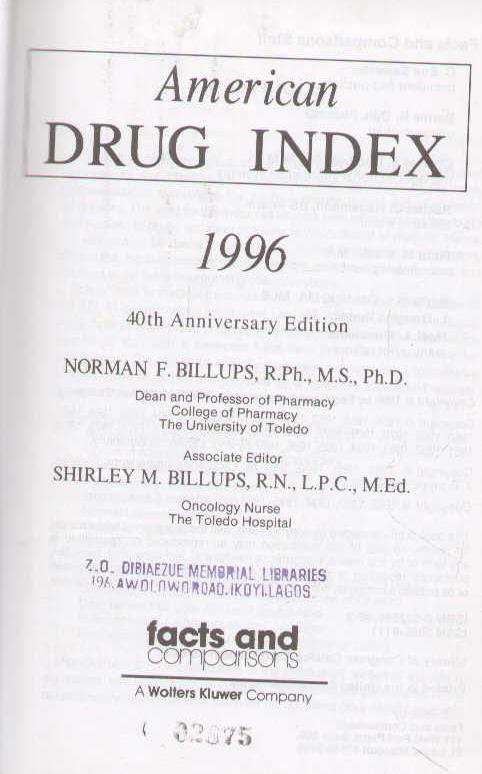 American
DRUG INDEX
1996
40th Anniversary Edition
NORMAN F. BILLUPS, R.Ph., M.S., Ph.D.
Dean and Professor of Pharmacy
College of Pharmacy
The University of Toledo
Associate Editor
SHIRLEY M. BILLUPS, R.N., L.P.C., M.Ed.
Oncology Nurse
The Toledo Hospital
Z.O. DIBIAEZUE MEMBRIAL LIBRARIES
196, AWOLOWO ROAD, IKOYI, LAGOS.
facts and
comparisons
A Wolters Kluwer Company
02675